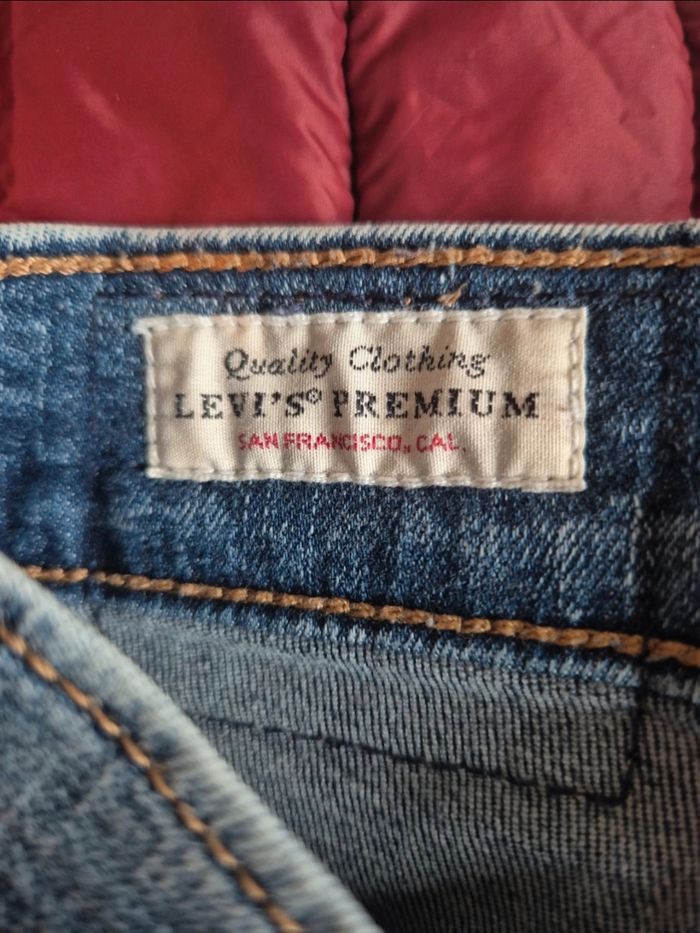 Quality Clothing
LEVI'S® PREMIUM
SAN FRANCISCO, CAL.